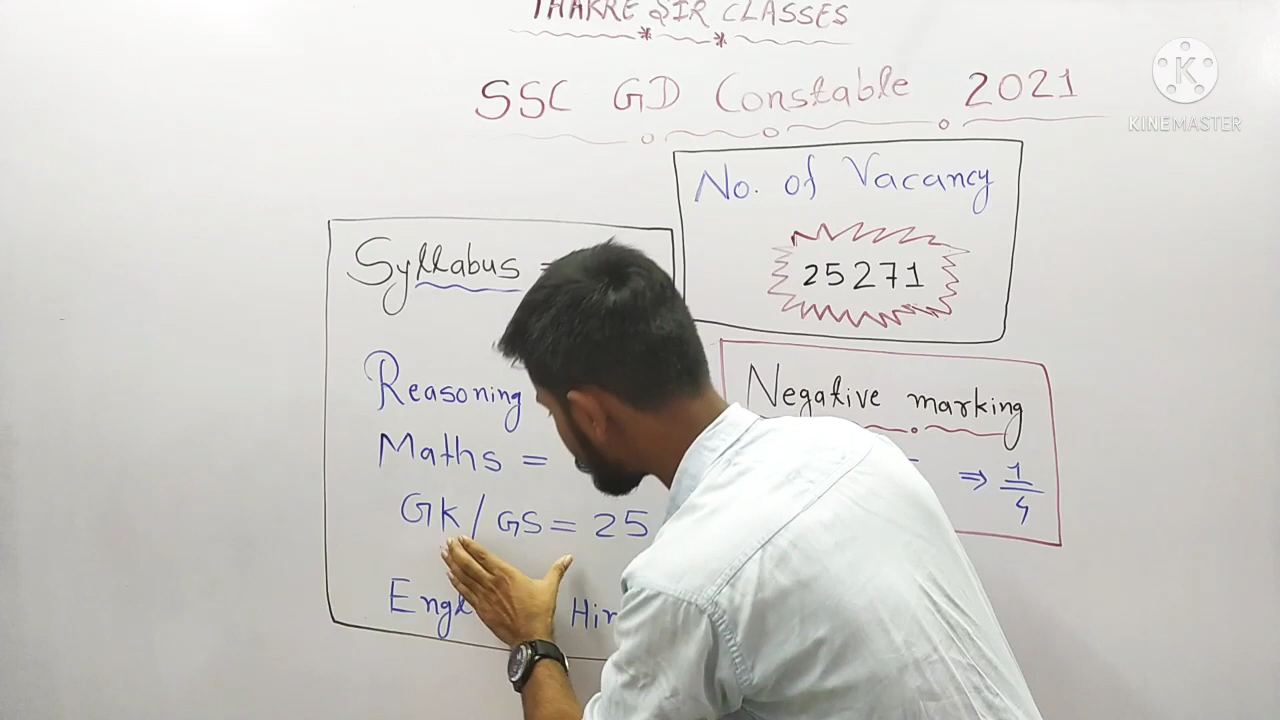 THAKRE SIR CLASSES
SSC GD Constable 2021
KINEMASTER
No. of Vacancy
25271
Syllabus =
Reasoning
Maths =
GK/GS = 25
Negative marking
⇒ 1/4